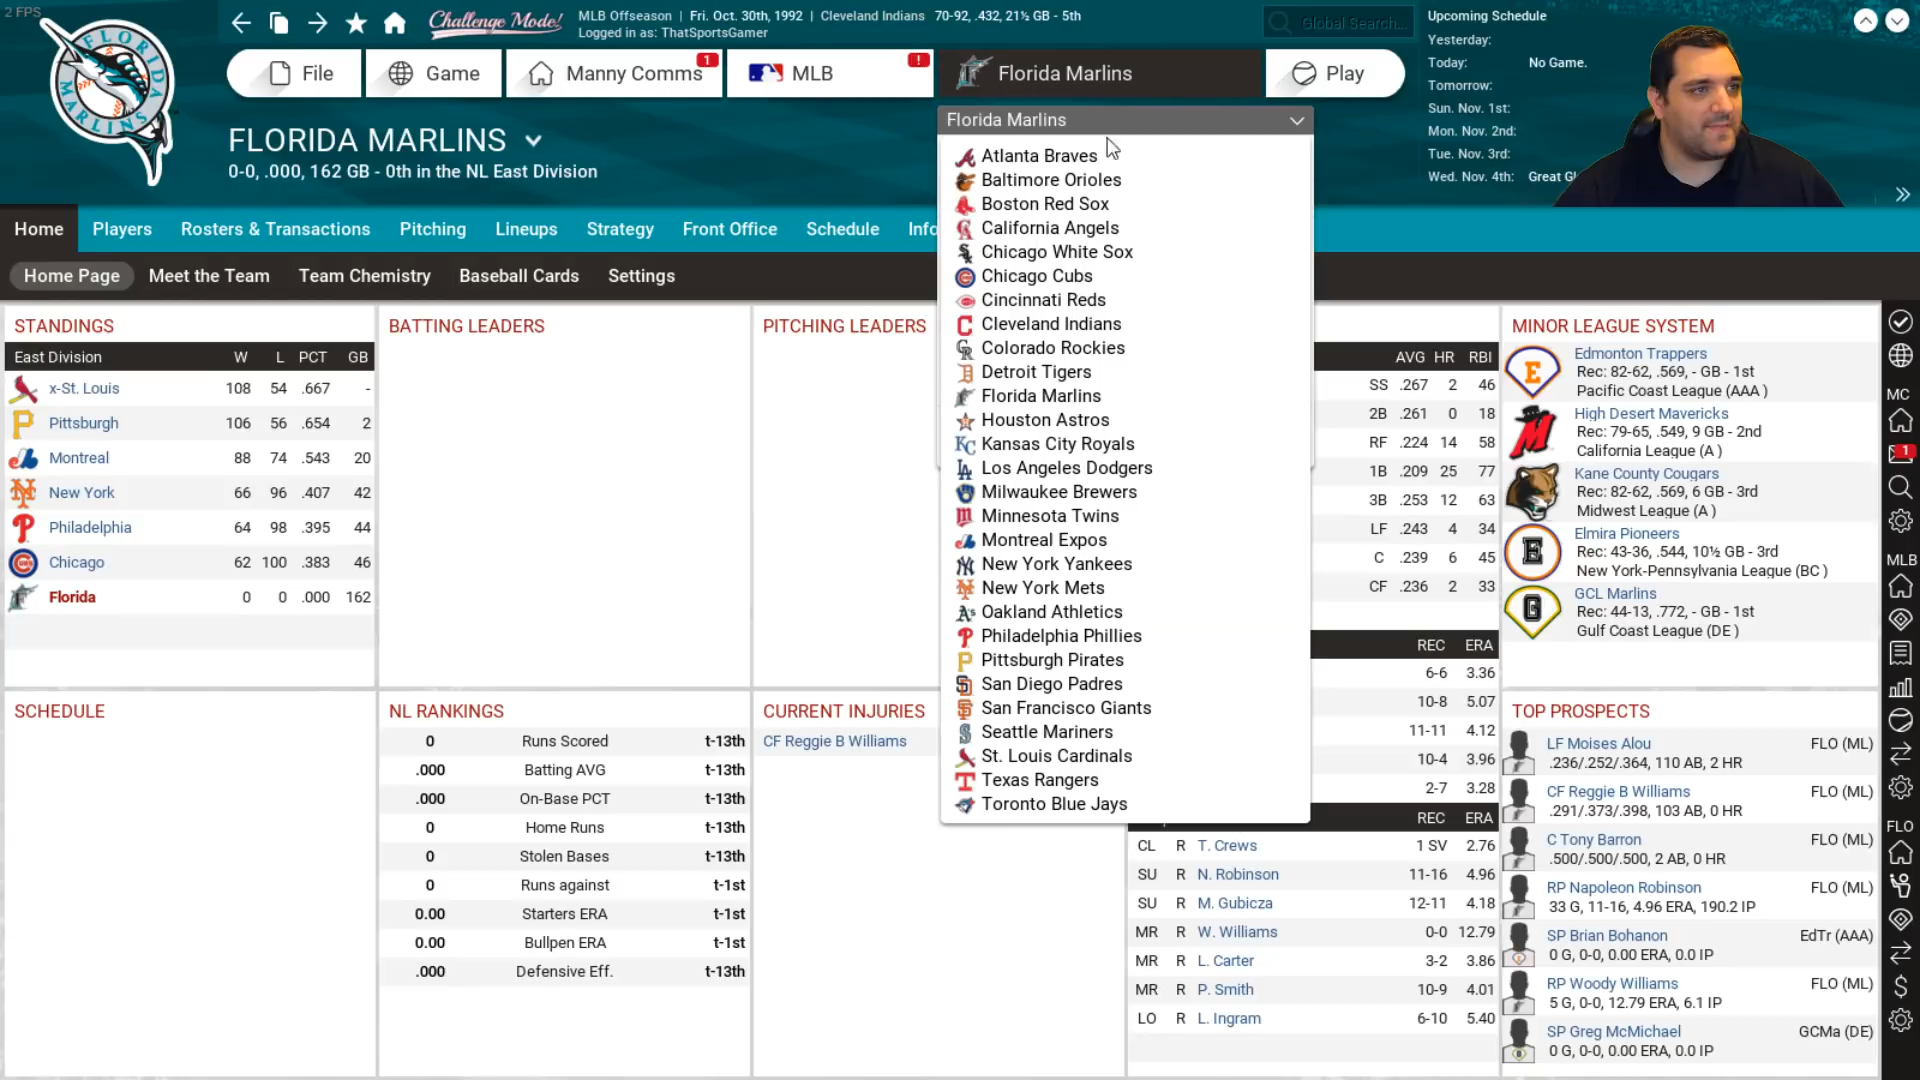 2 FPS
Challenge Mode!
MLB Offseason | Fri. Oct. 30th, 1992 | Cleveland Indians 70-92, .432, 21½ GB - 5th
Logged in as: ThatSportsGamer
Global Search...
Upcoming Schedule
Yesterday:
Today: No Game.
Tomorrow:
Sun. Nov. 1st:
Mon. Nov. 2nd:
Tue. Nov. 3rd:
Wed. Nov. 4th: Great
FLORIDA
MARLINS
File
Game
Manny Comms 1
MLB !
Florida Marlins
Play
FLORIDA MARLINS
0-0, .000, 162 GB - 0th in the NL East Division
Home Players Rosters & Transactions Pitching Lineups Strategy Front Office Schedule Info
Home Page Meet the Team Team Chemistry Baseball Cards Settings
Florida Marlins
Atlanta Braves
Baltimore Orioles
Boston Red Sox
California Angels
Chicago White Sox
Chicago Cubs
Cincinnati Reds
Cleveland Indians
Colorado Rockies
Detroit Tigers
Florida Marlins
Houston Astros
Kansas City Royals
Los Angeles Dodgers
Milwaukee Brewers
Minnesota Twins
Montreal Expos
New York Yankees
New York Mets
Oakland Athletics
Philadelphia Phillies
Pittsburgh Pirates
San Diego Padres
San Francisco Giants
Seattle Mariners
St. Louis Cardinals
Texas Rangers
Toronto Blue Jays
STANDINGS
East Division W L PCT GB
x-St. Louis 108 54 .667 -
Pittsburgh 106 56 .654 2
Montreal 88 74 .543 20
New York 66 96 .407 42
Philadelphia 64 98 .395 44
Chicago 62 100 .383 46
Florida 0 0 .000 162
BATTING LEADERS
PITCHING LEADERS
AVG HR RBI
SS .267 2 46
2B .261 0 18
RF .224 14 58
1B .209 25 77
3B .253 12 63
LF .243 4 34
C .239 6 45
CF .236 2 33
REC ERA
6-6 3.36
10-8 5.07
11-11 4.12
10-4 3.96
2-7 3.28
REC ERA
CL R T. Crews 1 SV 2.76
SU R N. Robinson 11-16 4.96
SU R M. Gubicza 12-11 4.18
MR R W. Williams 0-0 12.79
MR R L. Carter 3-2 3.86
MR R P. Smith 10-9 4.01
LO R L. Ingram 6-10 5.40
MINOR LEAGUE SYSTEM
Edmonton Trappers
Rec: 82-62, .569, - GB - 1st
Pacific Coast League (AAA )
High Desert Mavericks
Rec: 79-65, .549, 9 GB - 2nd
California League (A )
Kane County Cougars
Rec: 82-62, .569, 6 GB - 3rd
Midwest League (A )
Elmira Pioneers
Rec: 43-36, .544, 10½ GB - 3rd
New York-Pennsylvania League (BC )
GCL Marlins
Rec: 44-13, .772, - GB - 1st
Gulf Coast League (DE )
SCHEDULE
NL RANKINGS
0 Runs Scored t-13th
.000 Batting AVG t-13th
.000 On-Base PCT t-13th
0 Home Runs t-13th
0 Stolen Bases t-13th
0 Runs against t-1st
0.00 Starters ERA t-1st
0.00 Bullpen ERA t-1st
.000 Defensive Eff. t-13th
CURRENT INJURIES
CF Reggie B Williams
TOP PROSPECTS
LF Moises Alou FLO (ML)
.236/.252/.364, 110 AB, 2 HR
CF Reggie B Williams FLO (ML)
.291/.373/.398, 103 AB, 0 HR
C Tony Barron FLO (ML)
.500/.500/.500, 2 AB, 0 HR
RP Napoleon Robinson FLO (ML)
33 G, 11-16, 4.96 ERA, 190.2 IP
SP Brian Bohanon EdTr (AAA)
0 G, 0-0, 0.00 ERA, 0.0 IP
RP Woody Williams FLO (ML)
5 G, 0-0, 12.79 ERA, 6.1 IP
SP Greg McMichael GCMa (DE)
0 G, 0-0, 0.00 ERA, 0.0 IP
MC
1
MLB
FLO